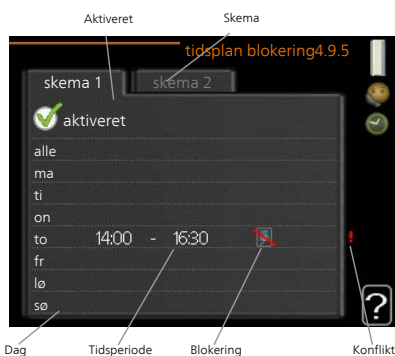 Aktiveret Skema
tidsplan blokering4.9.5
skema 1 skema 2
aktiveret
alle
ma
ti
on
to 14:00 - 16:30
fr
lø
sø
?
Dag Tidsperiode Blokering Konflikt